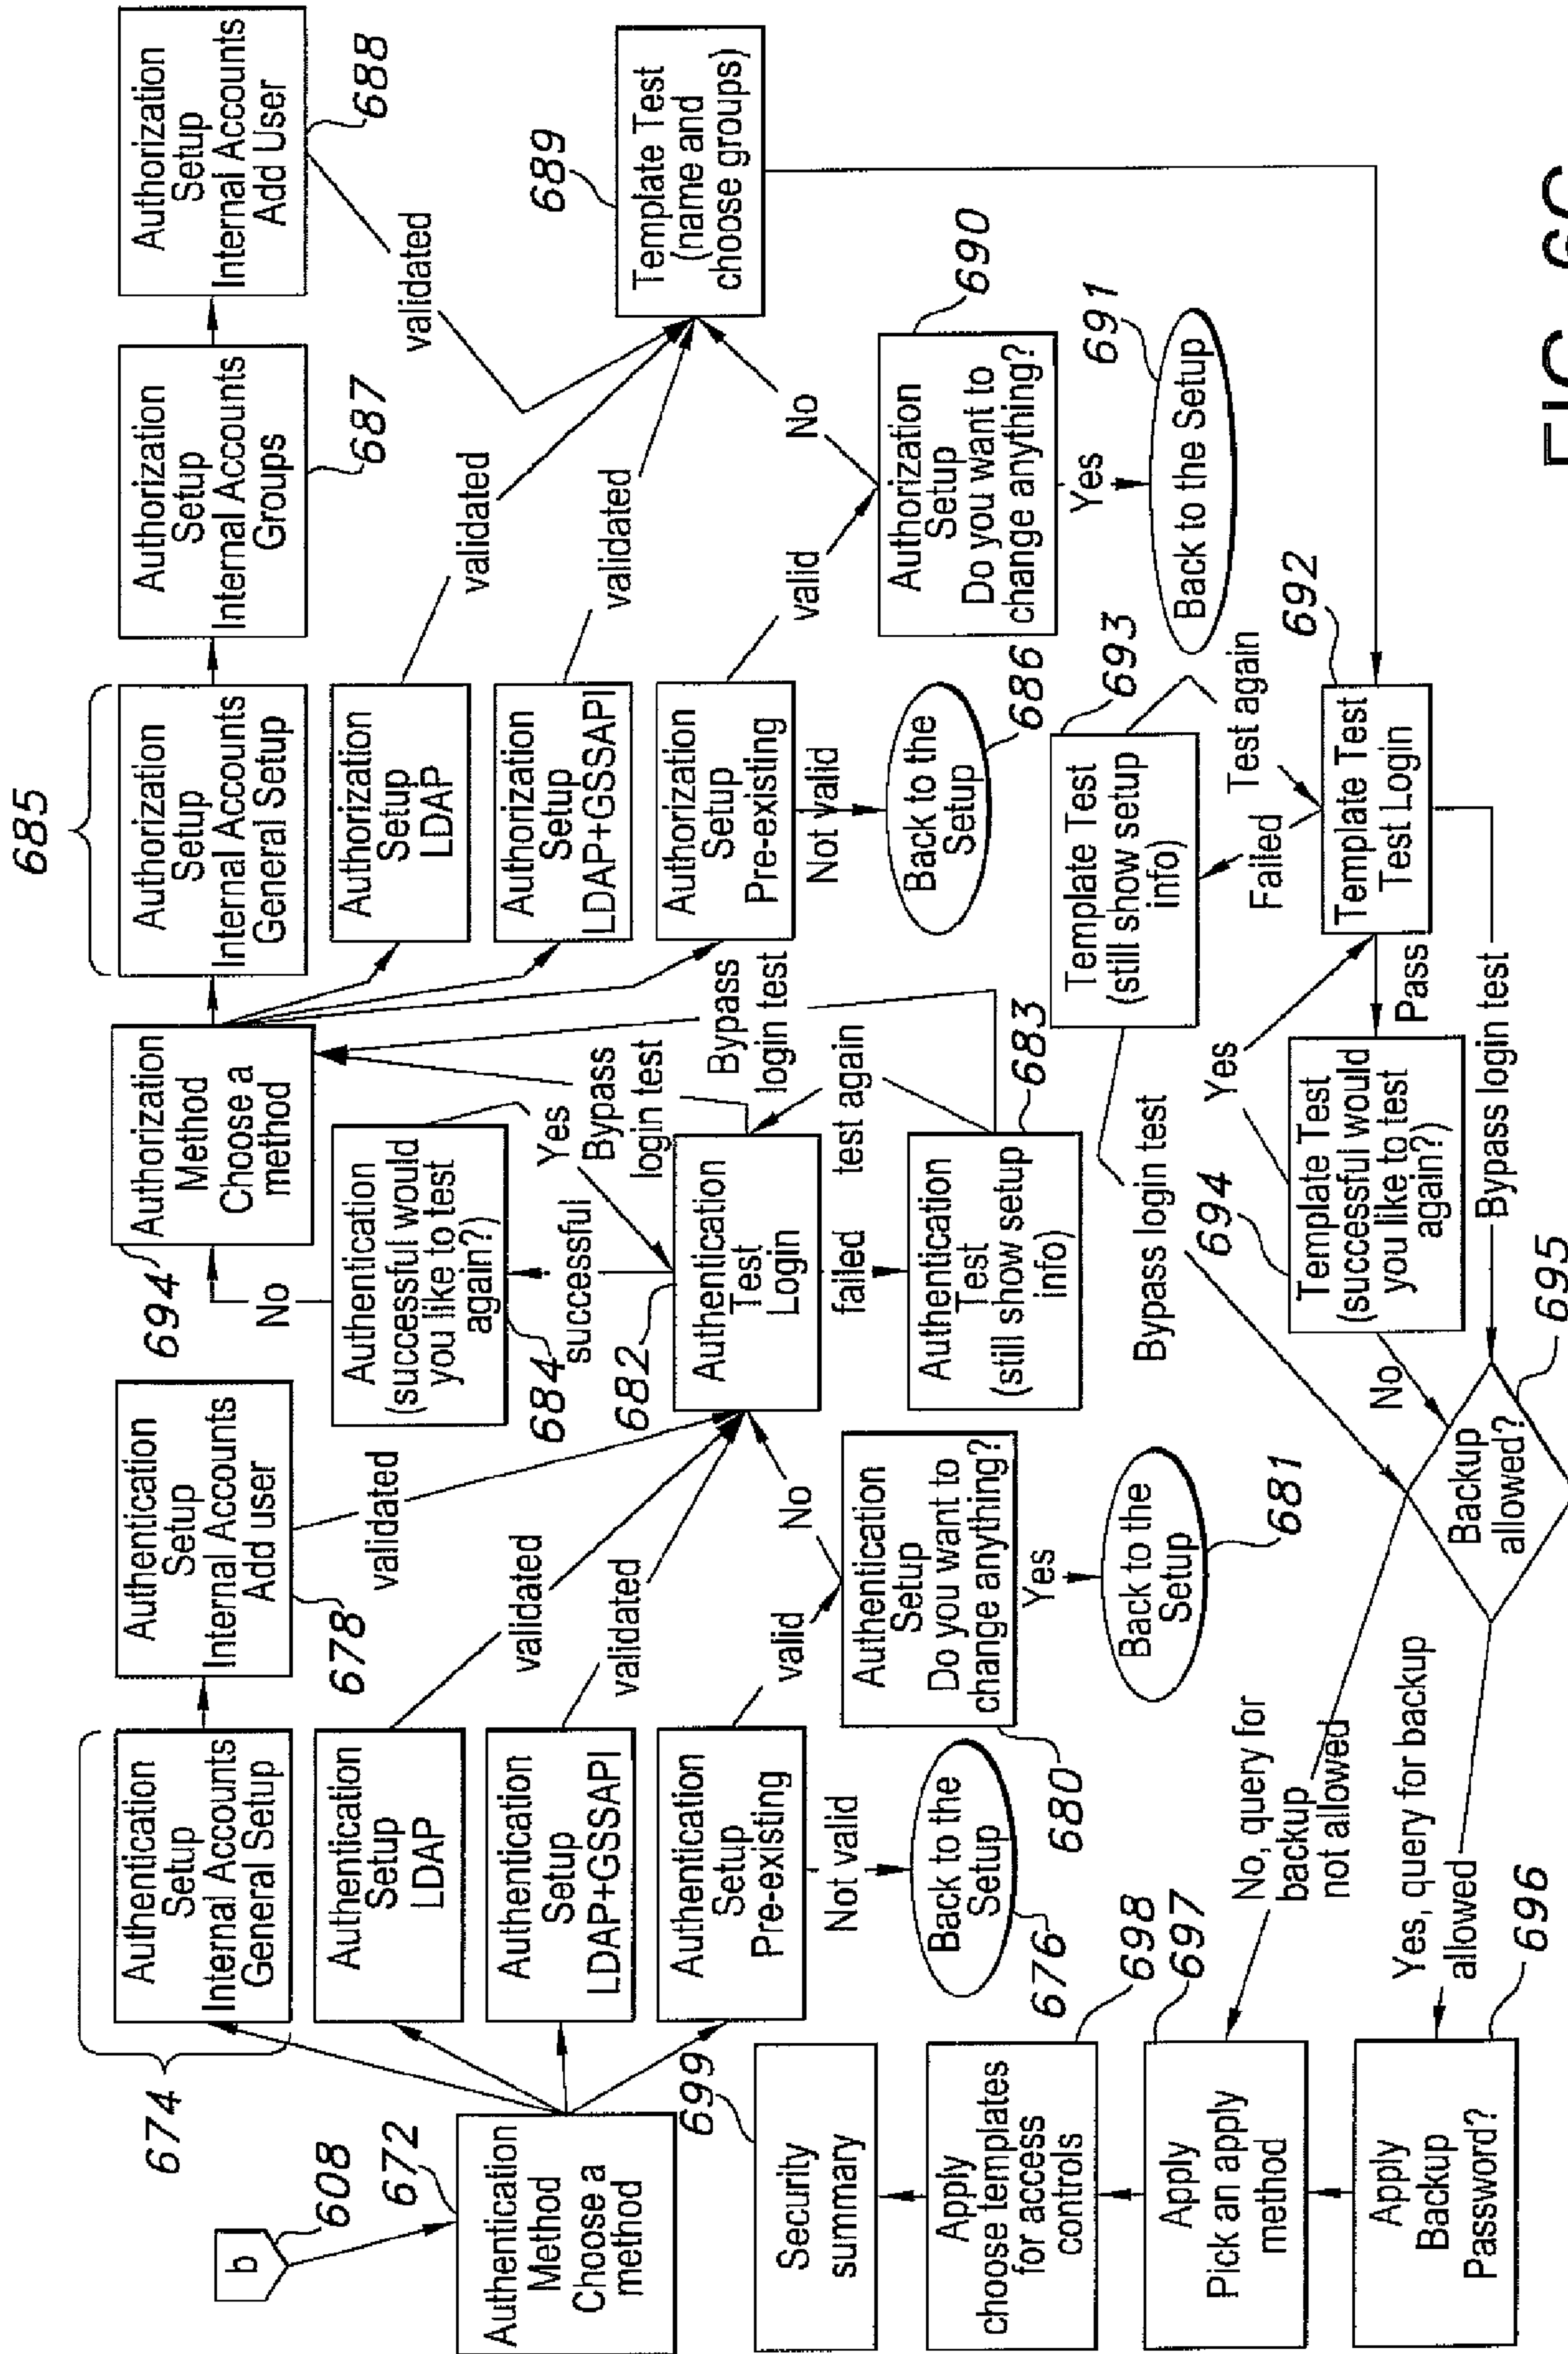 b
608
672
Authentication
Method
Choose a
method
674
Authentication
Setup
Internal Accounts
General Setup
Authentication
Setup
LDAP
Authentication
Setup
LDAP+GSSAPI
Authentication
Setup
Pre-existing
Not valid
Back to the
Setup
676
Authentication
Setup
Internal Accounts
Add user
678
validated
validated
validated
valid
No
Authentication
Setup
Do you want to
change anything?
680
Yes
Back to the
Setup
681
694
Authorization
Method
Choose a
method
No
Authentication
(successful would
you like to test
again?)
684
successful
Yes
Bypass
login test
682
Authentication
Test
Login
failed
test again
Bypass
login test
Authentication
Test
(still show setup
info)
683
685
Authorization
Setup
Internal Accounts
General Setup
Authorization
Setup
LDAP
Authorization
Setup
LDAP+GSSAPI
Authorization
Setup
Pre-existing
Not valid
Back to the
Setup
686
Authorization
Setup
Internal Accounts
Groups
687
Authorization
Setup
Internal Accounts
Add User
688
validated
validated
validated
valid
No
689
Template Test
(name and
choose groups)
Authorization
Setup
Do you want to
change anything?
690
Yes
Back to the Setup
691
692
Template Test
Test Login
Test again
Failed
693
Template Test
(still show setup
info)
Bypass login test
Pass
Yes
694
Template Test
(successful would
you like to test
again?)
No
Bypass login test
Backup
allowed?
695
No, query for
backup
not allowed
Yes, query for backup
allowed
Apply
Backup
Password?
696
Apply
Pick an apply
method
697
Apply
choose templates
for access
controls
698
Security
summary
699